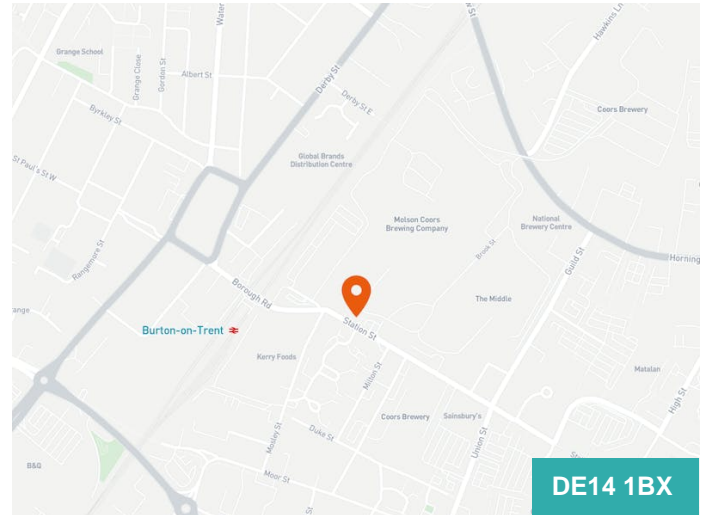 Water
Hawkins Ln
Grange School
Grange Close
Gordon St
Albert St
Derby St
Derby St E
Coors Brewery
Byrkley St
Global Brands
Distribution Centre
St Paul's St W
Molson Coors
Brewing Company
National
Brewery Centre
Brook St
Guild St
Horning
Rangemore St
Borough Rd
The Middle
Station St
Burton-on-Trent
Kerry Foods
Milton St
Matalan
High St
Coors Brewery
Sainsbury's
Mosley St
Duke St
Union St
B&Q
Moor St
St
DE14 1BX